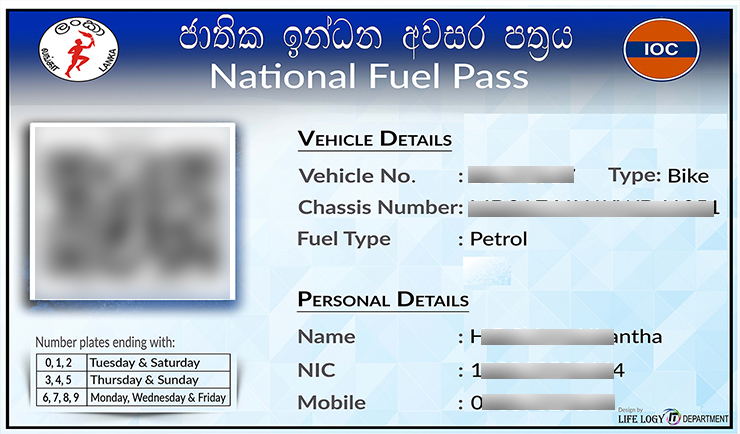 ලංකා
LANKA
ජාතික ඉන්ධන අවසර පත්‍රය
National Fuel Pass
IOC
VEHICLE DETAILS
Vehicle No. : Type: Bike
Chassis Number:
Fuel Type : Petrol
PERSONAL DETAILS
Name : H antha
NIC : 1 4
Mobile : 0
Number plates ending with:
0, 1, 2 Tuesday & Saturday
3, 4, 5 Thursday & Sunday
6, 7, 8, 9 Monday, Wednesday & Friday
Design by
LIFE LOGY IT DEPARTMENT